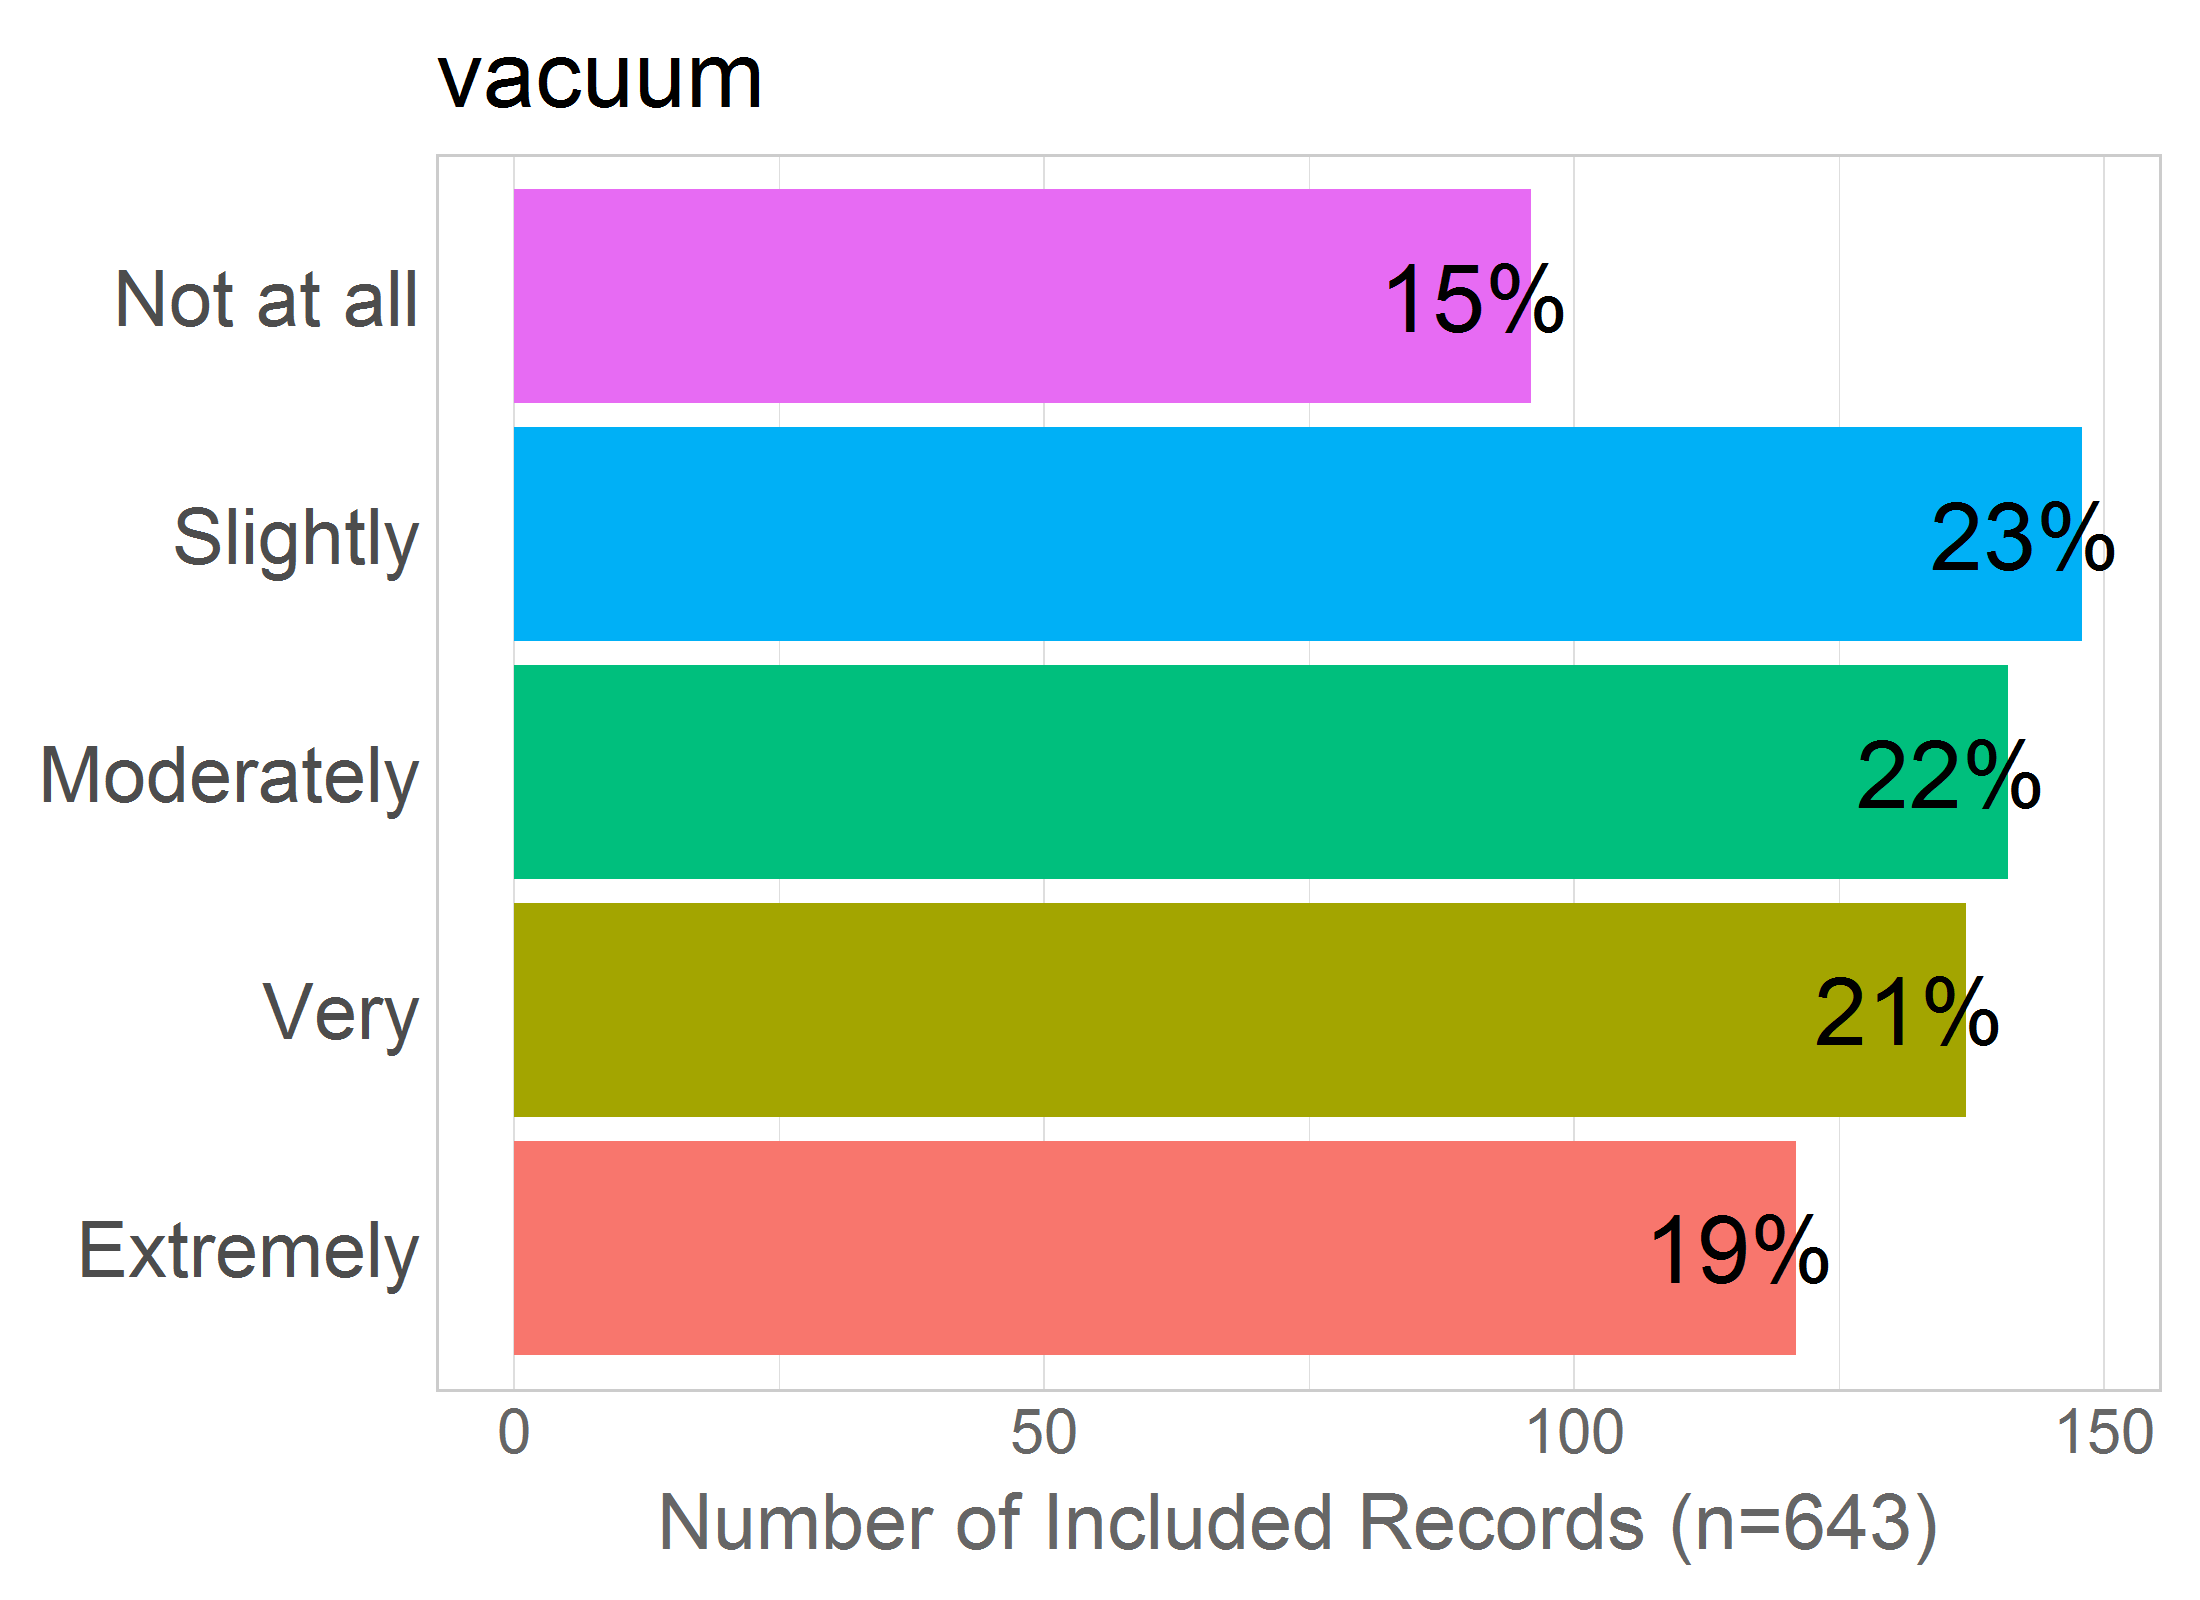 vacuum
Not at all
15%
Slightly
23%
Moderately
22%
Very
21%
Extremely
19%
0 50 100 150
Number of Included Records (n=643)